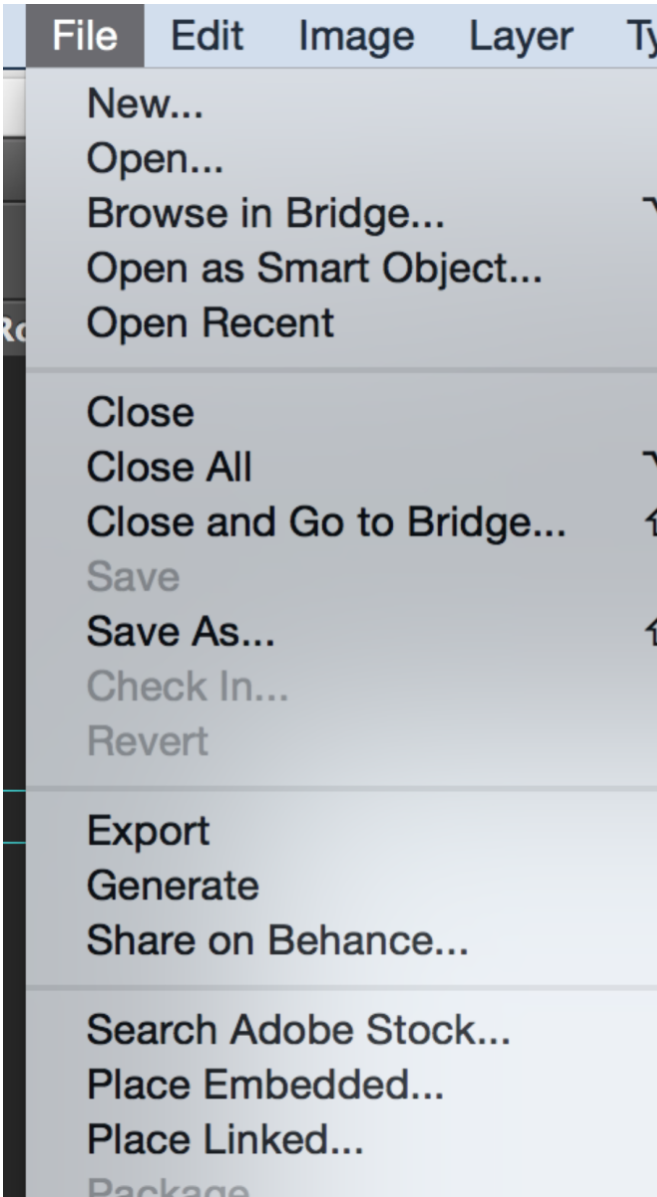 File Edit Image Layer
New...
Open...
Browse in Bridge...
Open as Smart Object...
Open Recent
Close
Close All
Close and Go to Bridge...
Save
Save As...
Check In...
Revert
Export
Generate
Share on Behance...
Search Adobe Stock...
Place Embedded...
Place Linked...
Package